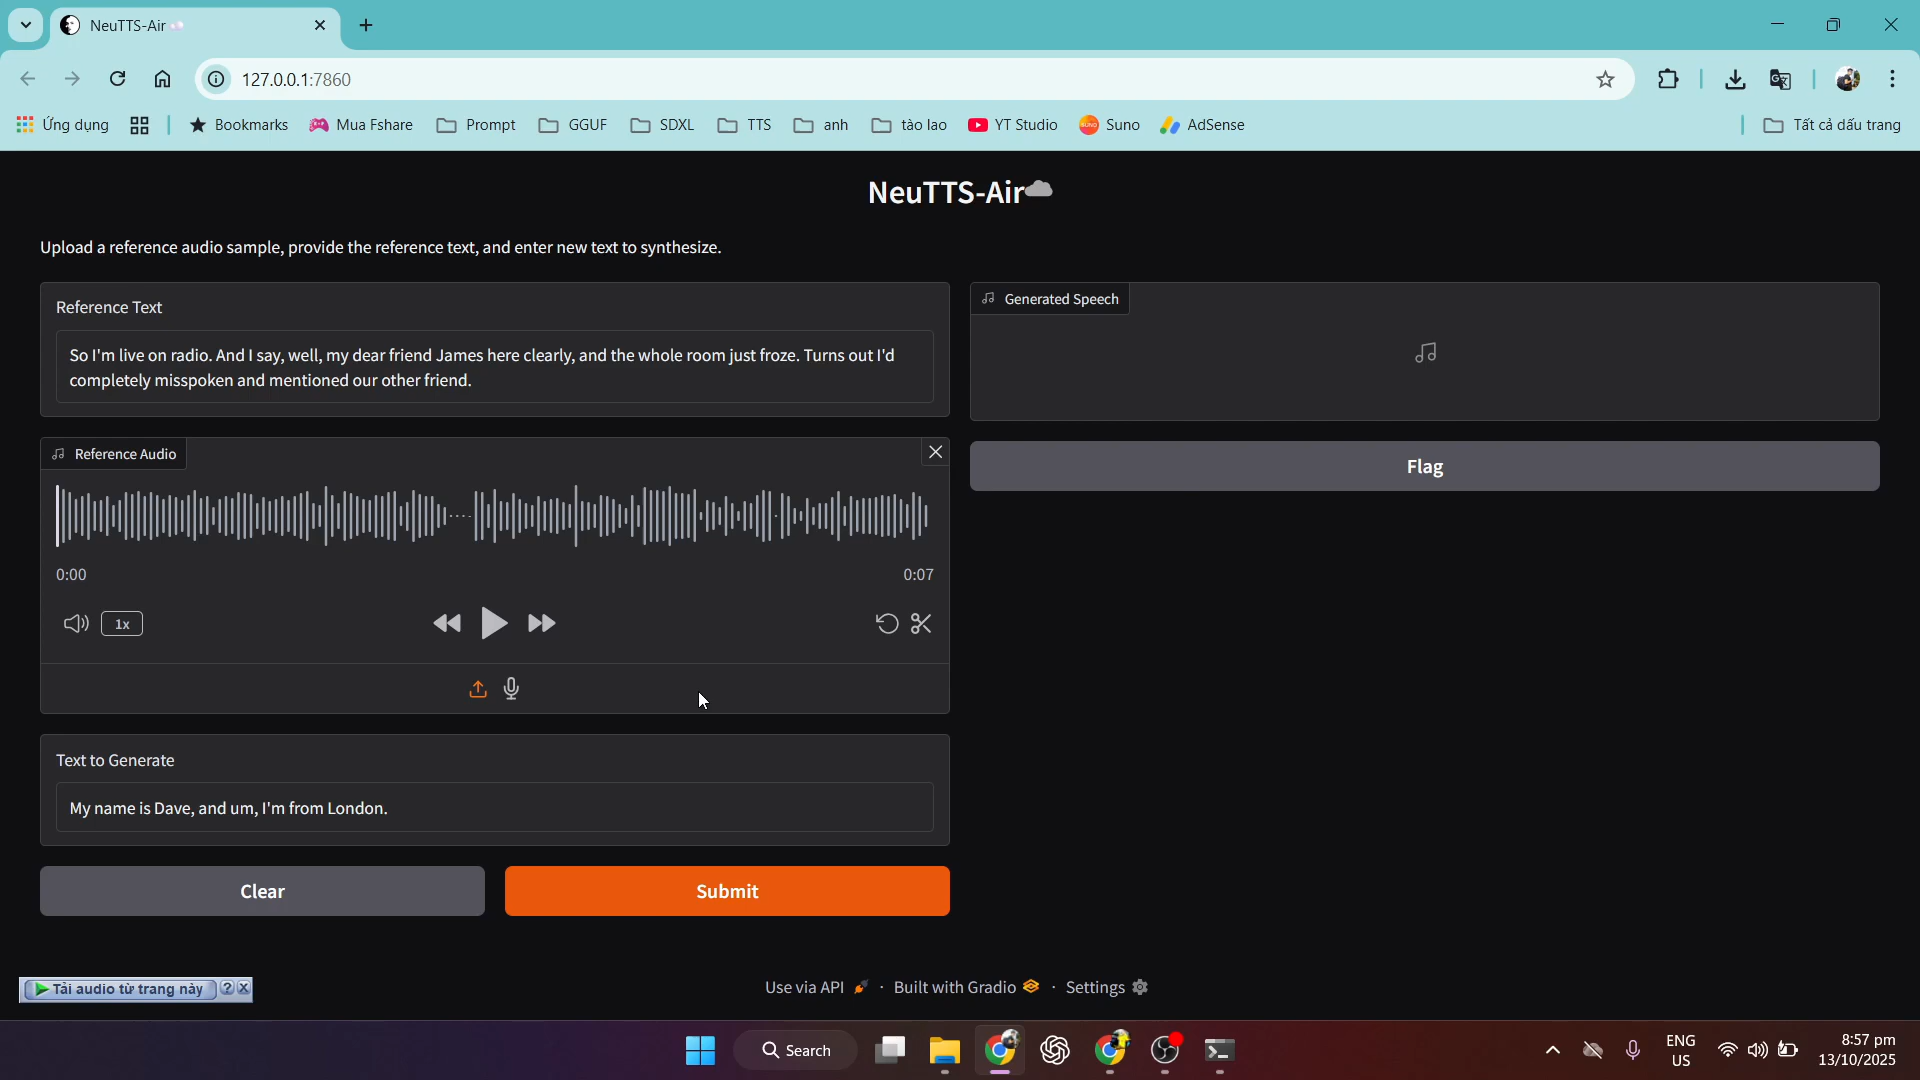 NeuTTS-Air
127.0.0.1:7860
Ứng dụng
Bookmarks
Mua Fshare
Prompt
GGUF
SDXL
TTS
anh
tào lao
YT Studio
Suno
AdSense
Tất cả dấu trang
NeuTTS-Air
Upload a reference audio sample, provide the reference text, and enter new text to synthesize.
Reference Text
So I'm live on radio. And I say, well, my dear friend James here clearly, and the whole room just froze. Turns out I'd
completely misspoken and mentioned our other friend.
Reference Audio
0:00
0:07
1x
Text to Generate
My name is Dave, and um, I'm from London.
Clear
Submit
Generated Speech
Flag
Tải audio từ trang này
Use via API · Built with Gradio · Settings
Search
ENG
US
8:57 pm
13/10/2025